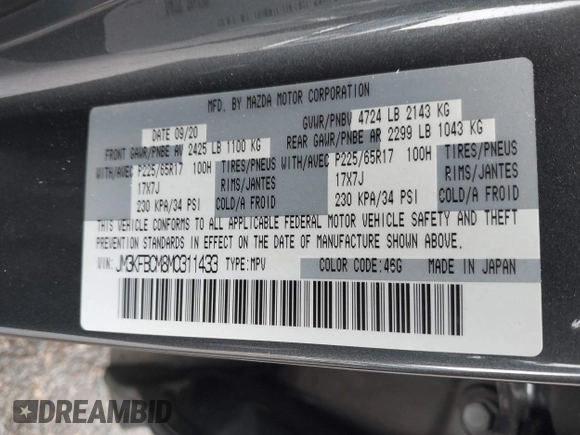 MFD. BY MAZDA MOTOR CORPORATION
DATE 09/20
GVWR/PNBV 4724 LB 2143 KG
FRONT GAWR/PNBE AV 2425 LB 1100 KG
REAR GAWR/PNBE AR 2299 LB 1043 KG
WITH/AVEC P225/65R17 100H TIRES/PNEUS WITH/AVEC P225/65R17 100H TIRES/PNEUS
17X7J RIMS/JANTES 17X7J RIMS/JANTES
230 KPA/34 PSI COLD/A FROID 230 KPA/34 PSI COLD/A FROID
THIS VEHICLE CONFORMS TO ALL APPLICABLE FEDERAL MOTOR VEHICLE SAFETY AND THEFT
PREVENTION STANDARDS IN EFFECT ON THE DATE OF MANUFACTURE SHOWN ABOVE.
VIN: JM3KFBCM8M0311433 TYPE:MPV COLOR CODE:46G MADE IN JAPAN
DREAMBID